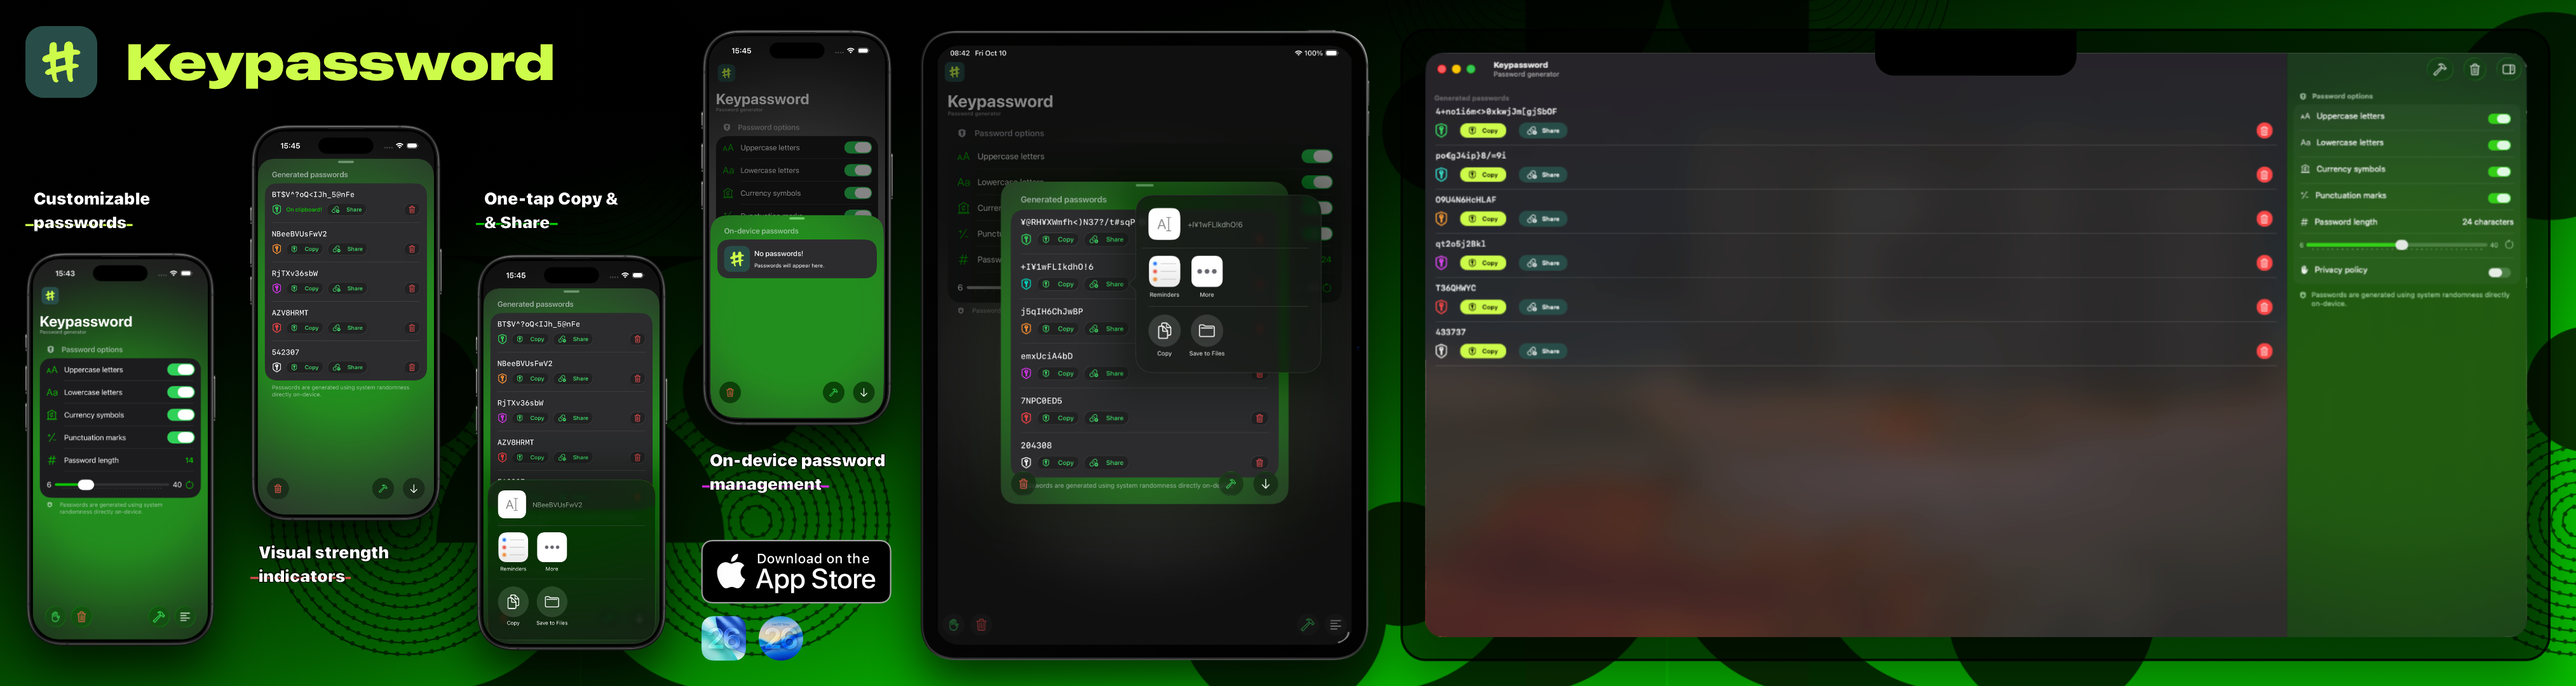 Keypassword
Customizable
passwords
15:43
Keypassword
Password generator
Password options
Uppercase letters
Lowercase letters
Currency symbols
Punctuation marks
Password length 14
6 40
Passwords are generated using system
randomness directly on-device.
15:45
Generated passwords
BT$V^?oQ<IJh_5@nFe
On clipboard! Share
NBeeBVUsFwV2
Copy Share
RjTXv36sbW
Copy Share
AZV8HRMT
Copy Share
542307
Copy Share
Passwords are generated using system randomness
directly on-device.
Visual strength
indicators
One-tap Copy &
& Share
15:45
Generated passwords
BT$V^?oQ<IJh_5@nFe
Copy Share
NBeeBVUsFwV2
Copy Share
RjTXv36sbW
Copy Share
AZV8HRMT
Copy Share
NBeeBVUsFwV2
Reminders More
Copy Save to Files
15:45
Keypassword
Password generator
Password options
Uppercase letters
Lowercase letters
Currency symbols
On-device passwords
No passwords!
Passwords will appear here.
On-device password
management
Download on the
App Store
26 26
08:42 Fri Oct 10 100%
Keypassword
Password generator
Password options
Uppercase letters
Generated passwords
¥@RH¥XWmfh<)N37?/t#sqP
Copy Share
+I¥1wFLIkdhO!6
Copy Share
j5qIH6ChJwBP
Copy Share
emxUciA4bD
Copy Share
7NPC0ED5
Copy Share
204308
Copy Share
words are generated using system randomness directly on-de
6
24
+I¥1wFLIkdhO!6
Reminders More
Copy Save to Files
Keypassword
Password generator
Generated passwords
4+no1i6m<>0xkwjJm[gjSbOF
Copy Share
po€gJ4ip}B/=9i
Copy Share
O9U4N6HcHLAF
Copy Share
qt2o5j2Bkl
Copy Share
T36QHWYC
Copy Share
433737
Copy Share
Password options
Uppercase letters
Lowercase letters
Currency symbols
Punctuation marks
Password length 24 characters
6 40
Privacy policy
Passwords are generated using system randomness directly
on-device.